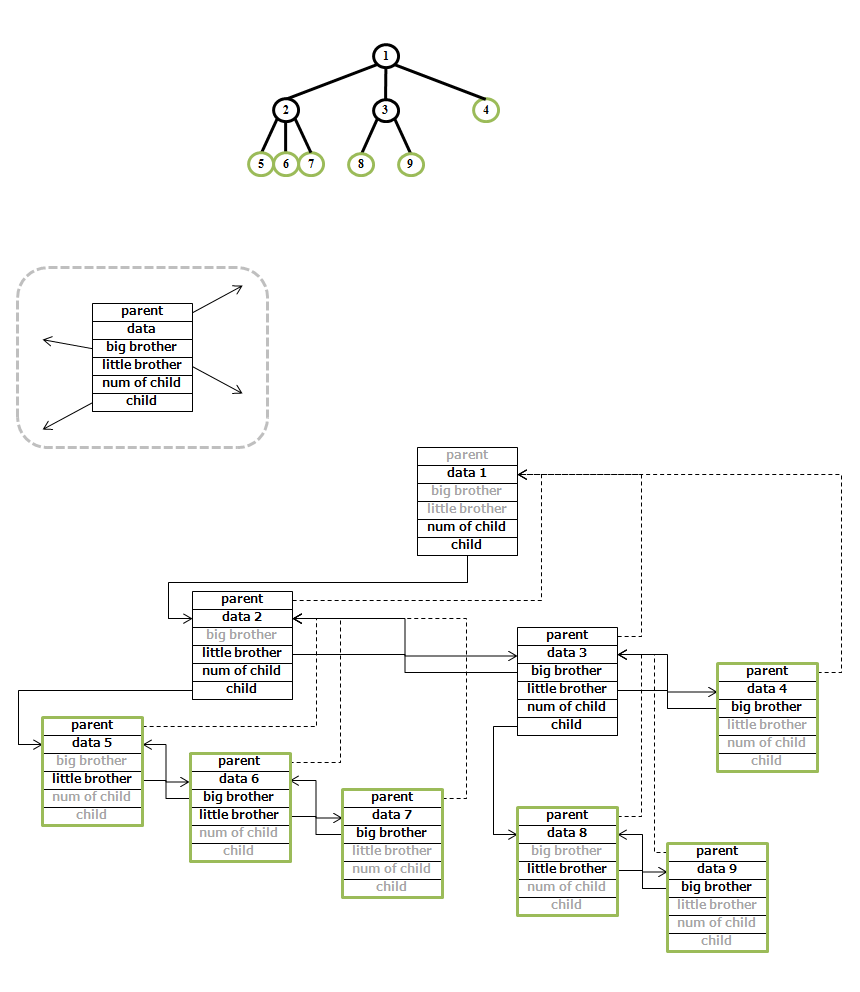 1
2
3
4
5
6
7
8
9
parent
data
big brother
little brother
num of child
child
parent
data 1
big brother
little brother
num of child
child
parent
data 2
big brother
little brother
num of child
child
parent
data 3
big brother
little brother
num of child
child
parent
data 4
big brother
little brother
num of child
child
parent
data 5
big brother
little brother
num of child
child
parent
data 6
big brother
little brother
num of child
child
parent
data 7
big brother
little brother
num of child
child
parent
data 8
big brother
little brother
num of child
child
parent
data 9
big brother
little brother
num of child
child